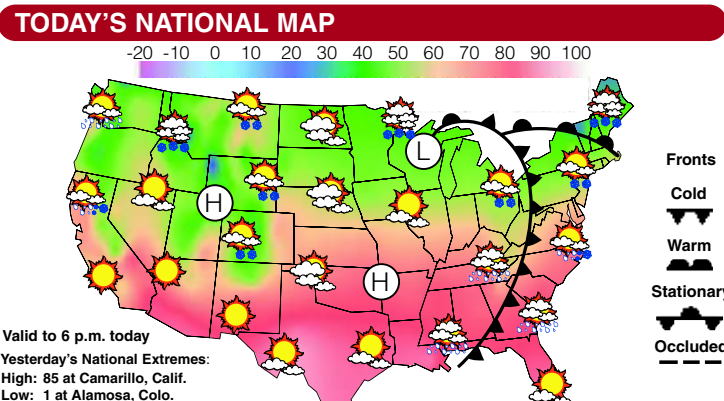 TODAY'S NATIONAL MAP
-20 -10 0 10 20 30 40 50 60 70 80 90 100
L
H
H
Fronts
Cold
Warm
Stationary
Occluded
Valid to 6 p.m. today
Yesterday's National Extremes:
High: 85 at Camarillo, Calif.
Low: 1 at Alamosa, Colo.